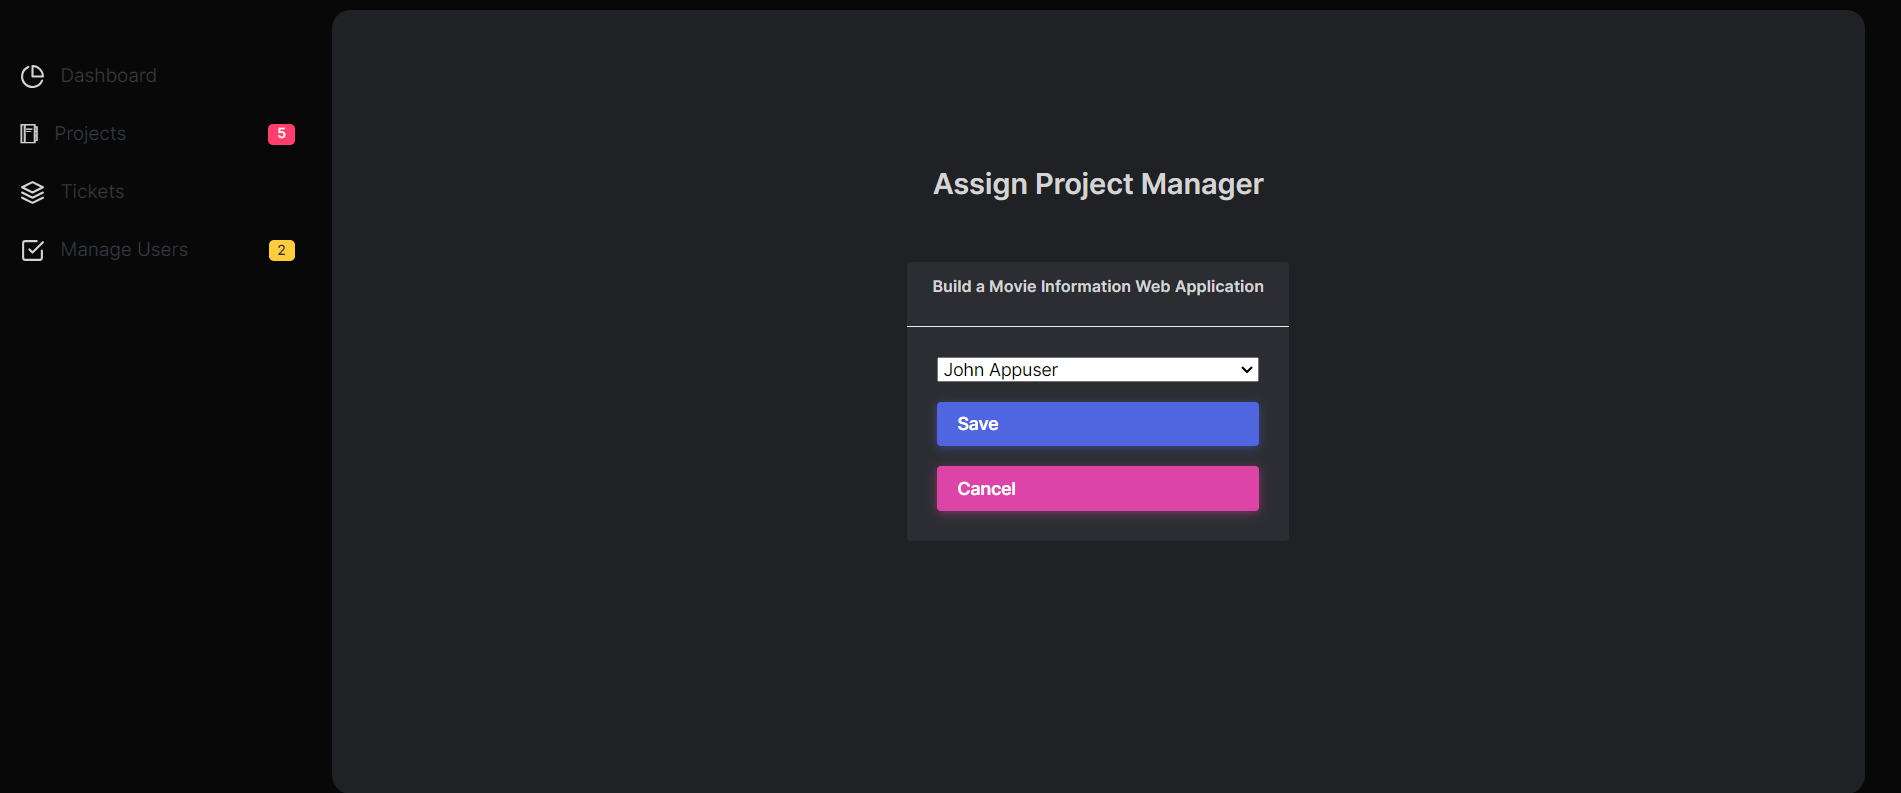 Dashboard
Projects 5
Tickets
Manage Users 2
Assign Project Manager
Build a Movie Information Web Application
John Appuser
Save
Cancel